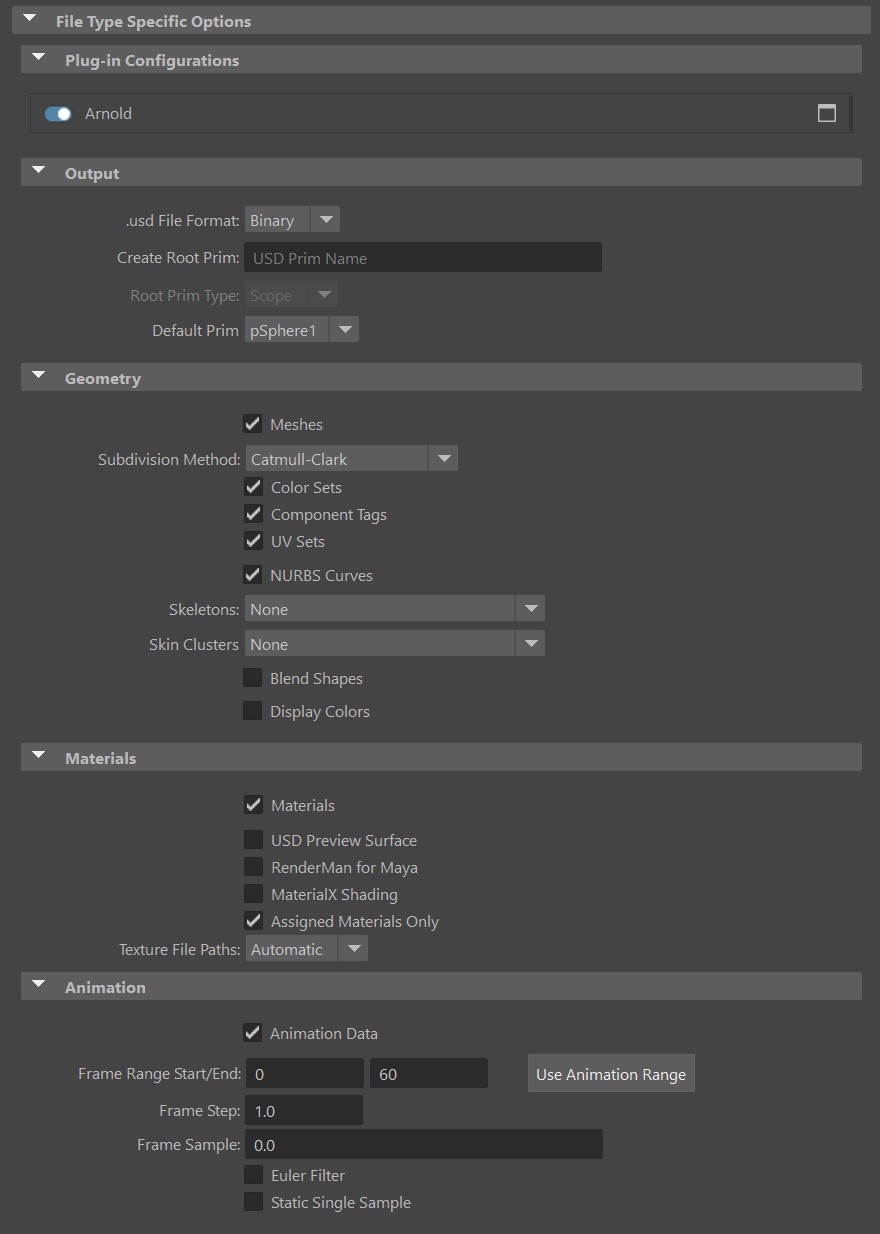 File Type Specific Options
Plug-in Configurations
Arnold
Output
.usd File Format: Binary
Create Root Prim: USD Prim Name
Root Prim Type: Scope
Default Prim pSphere1
Geometry
Meshes
Subdivision Method: Catmull-Clark
Color Sets
Component Tags
UV Sets
NURBS Curves
Skeletons: None
Skin Clusters None
Blend Shapes
Display Colors
Materials
Materials
USD Preview Surface
RenderMan for Maya
MaterialX Shading
Assigned Materials Only
Texture File Paths: Automatic
Animation
Animation Data
Frame Range Start/End: 0 60 Use Animation Range
Frame Step: 1.0
Frame Sample: 0.0
Euler Filter
Static Single Sample